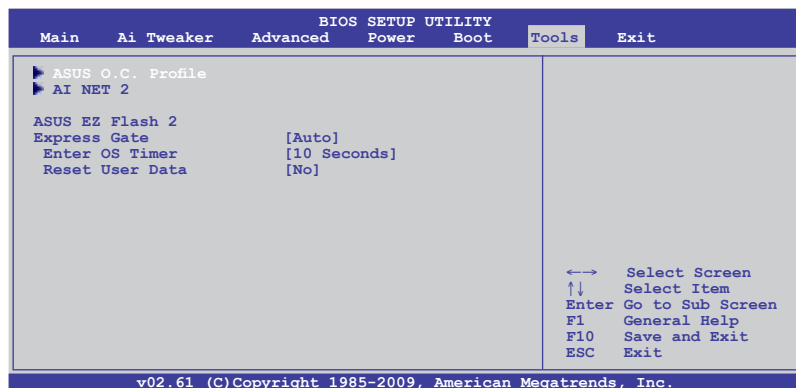 BIOS SETUP UTILITY
Main Ai Tweaker Advanced Power Boot Tools Exit
ASUS O.C. Profile
AI NET 2
ASUS EZ Flash 2
Express Gate [Auto]
Enter OS Timer [10 Seconds]
Reset User Data [No]
←→ Select Screen
↑↓ Select Item
Enter Go to Sub Screen
F1 General Help
F10 Save and Exit
ESC Exit
v02.61 (C)Copyright 1985-2009, American Megatrends, Inc.